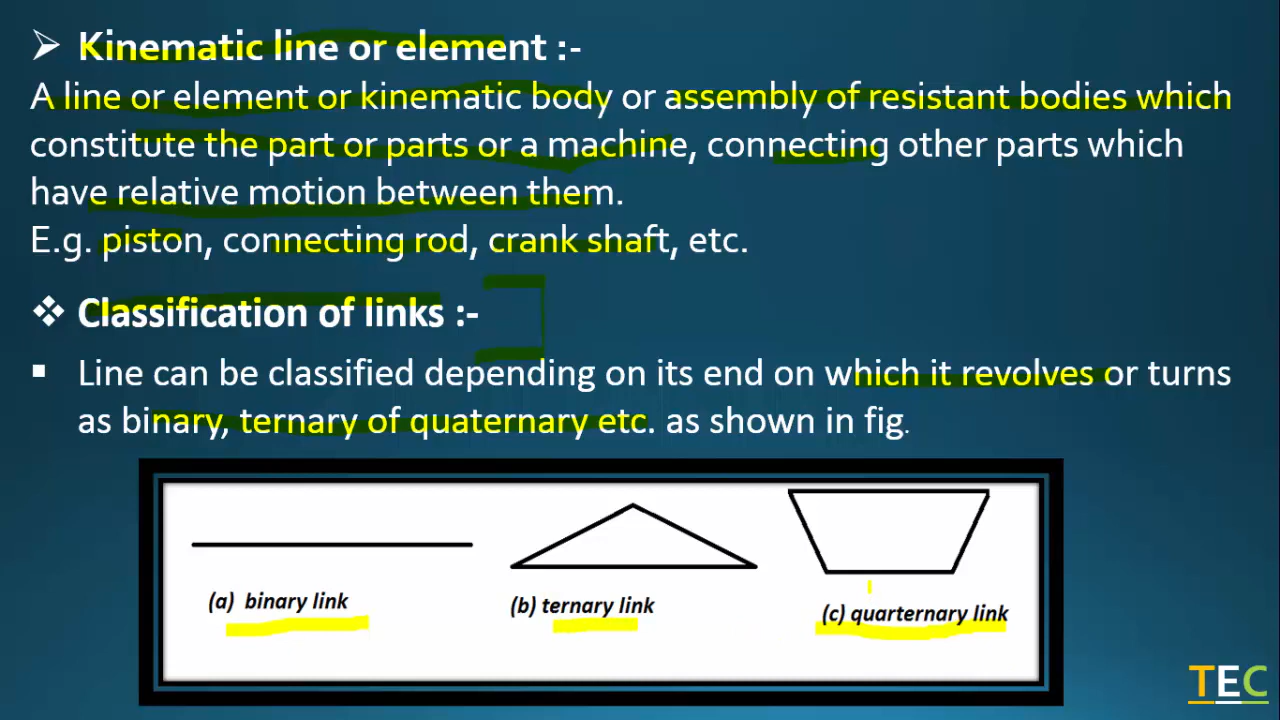 Kinematic line or element :-
A line or element or kinematic body or assembly of resistant bodies which
constitute the part or parts or a machine, connecting other parts which
have relative motion between them.
E.g. piston, connecting rod, crank shaft, etc.
Classification of links :-
Line can be classified depending on its end on which it revolves or turns
as binary, ternary of quaternary etc. as shown in fig.
(a) binary link
(b) ternary link
(c) quarternary link
TEC